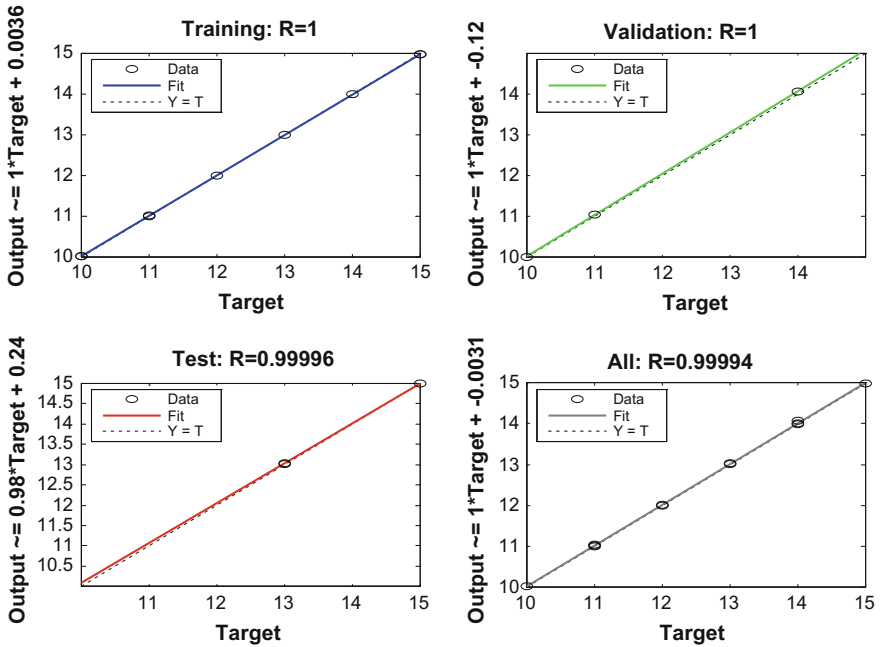 Training: R=1
Output ~= 1*Target + 0.0036
15
14
13
12
11
10
Data
Fit
Y = T
10 11 12 13 14 15
Target
Validation: R=1
Output ~= 1*Target + -0.12
14
13
12
11
10
Data
Fit
Y = T
10 11 12 13 14
Target
Test: R=0.99996
Output ~= 0.98*Target + 0.24
15
14.5
14
13.5
13
12.5
12
11.5
11
10.5
Data
Fit
Y = T
11 12 13 14 15
Target
All: R=0.99994
Output ~= 1*Target + -0.0031
15
14
13
12
11
10
Data
Fit
Y = T
10 11 12 13 14 15
Target